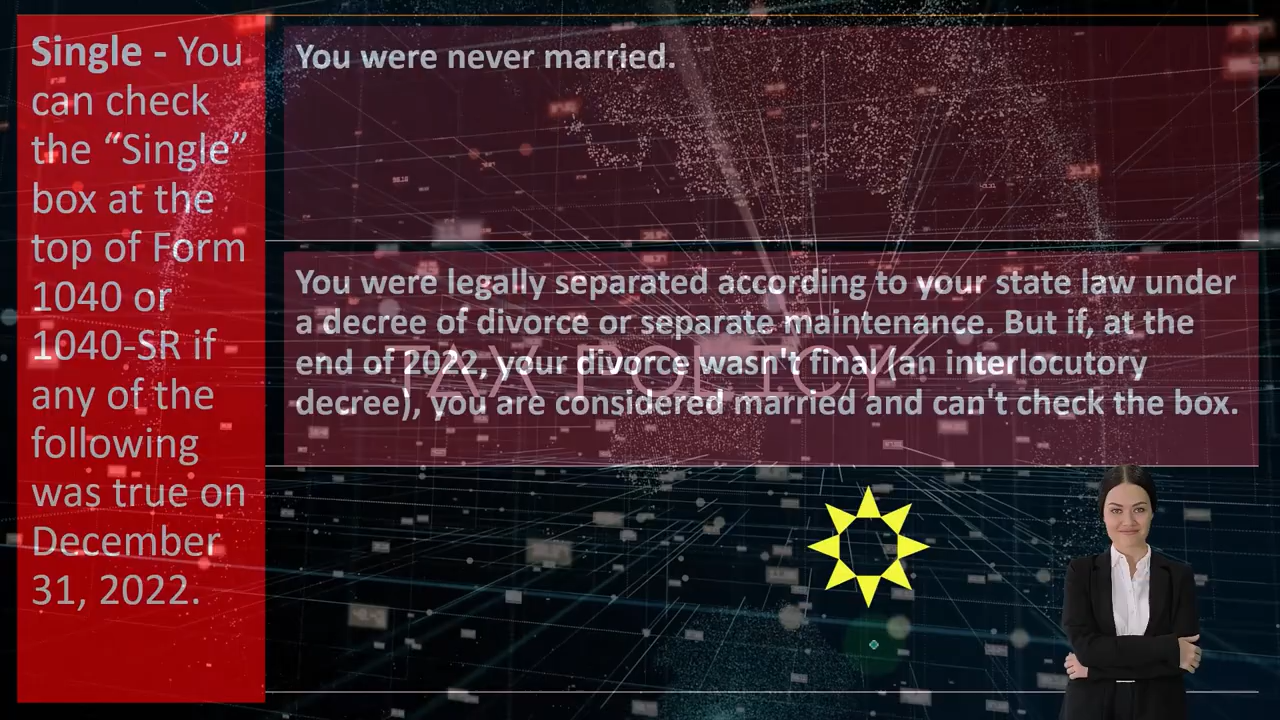 Single - You
can check
the “Single”
box at the
top of Form
1040 or
1040-SR if
any of the
following
was true on
December
31, 2022.
You were never married.
You were legally separated according to your state law under
a decree of divorce or separate maintenance. But if, at the
end of 2022, your divorce wasn't final (an interlocutory
decree), you are considered married and can't check the box.
TAX POLICY